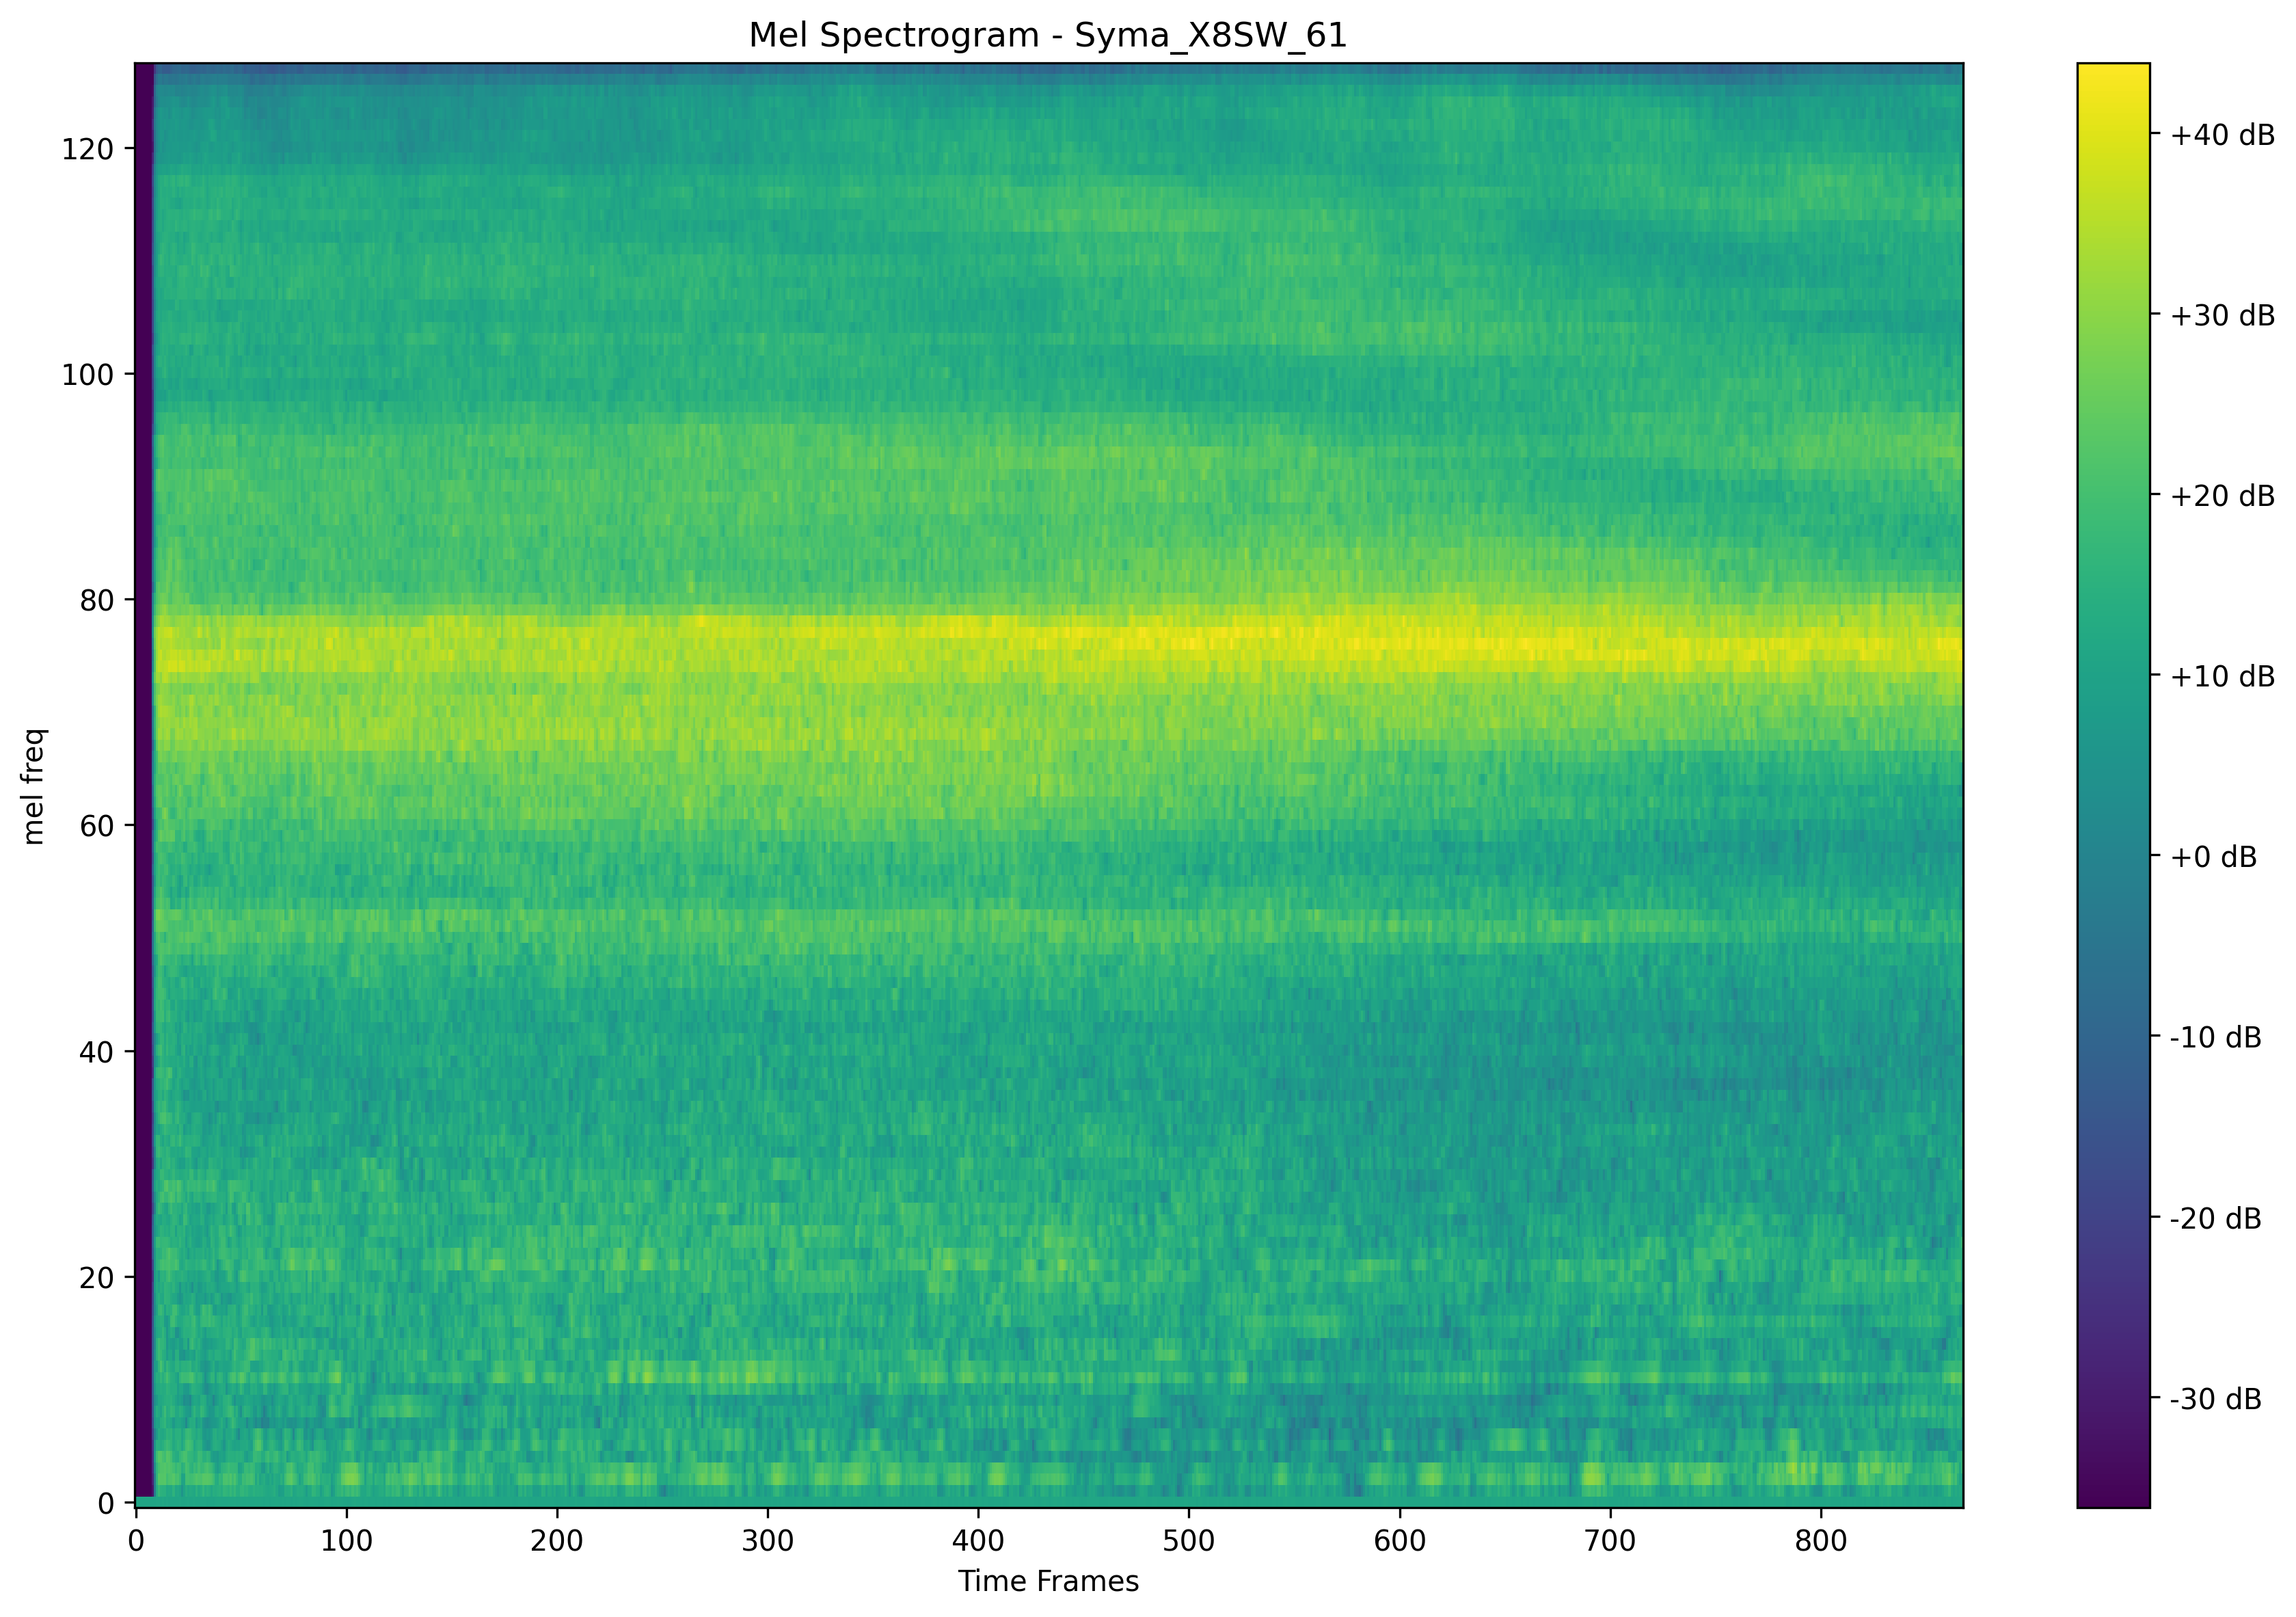 Mel Spectrogram - Syma_X8SW_61
mel freq
120
100
80
60
40
20
0
0 100 200 300 400 500 600 700 800
Time Frames
+40 dB
+30 dB
+20 dB
+10 dB
+0 dB
-10 dB
-20 dB
-30 dB